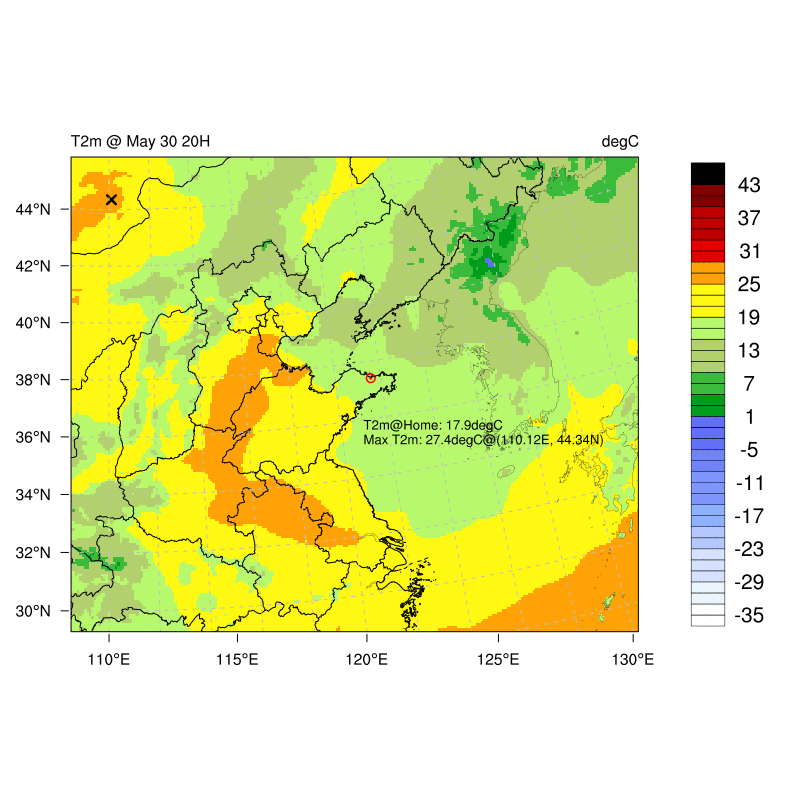 T2m @ May 30 20H
degC
44°N
42°N
40°N
38°N
36°N
34°N
32°N
30°N
110°E
115°E
120°E
125°E
130°E
T2m@Home: 17.9degC
Max T2m: 27.4degC@(110.12E, 44.34N)
43
37
31
25
19
13
7
1
-5
-11
-17
-23
-29
-35